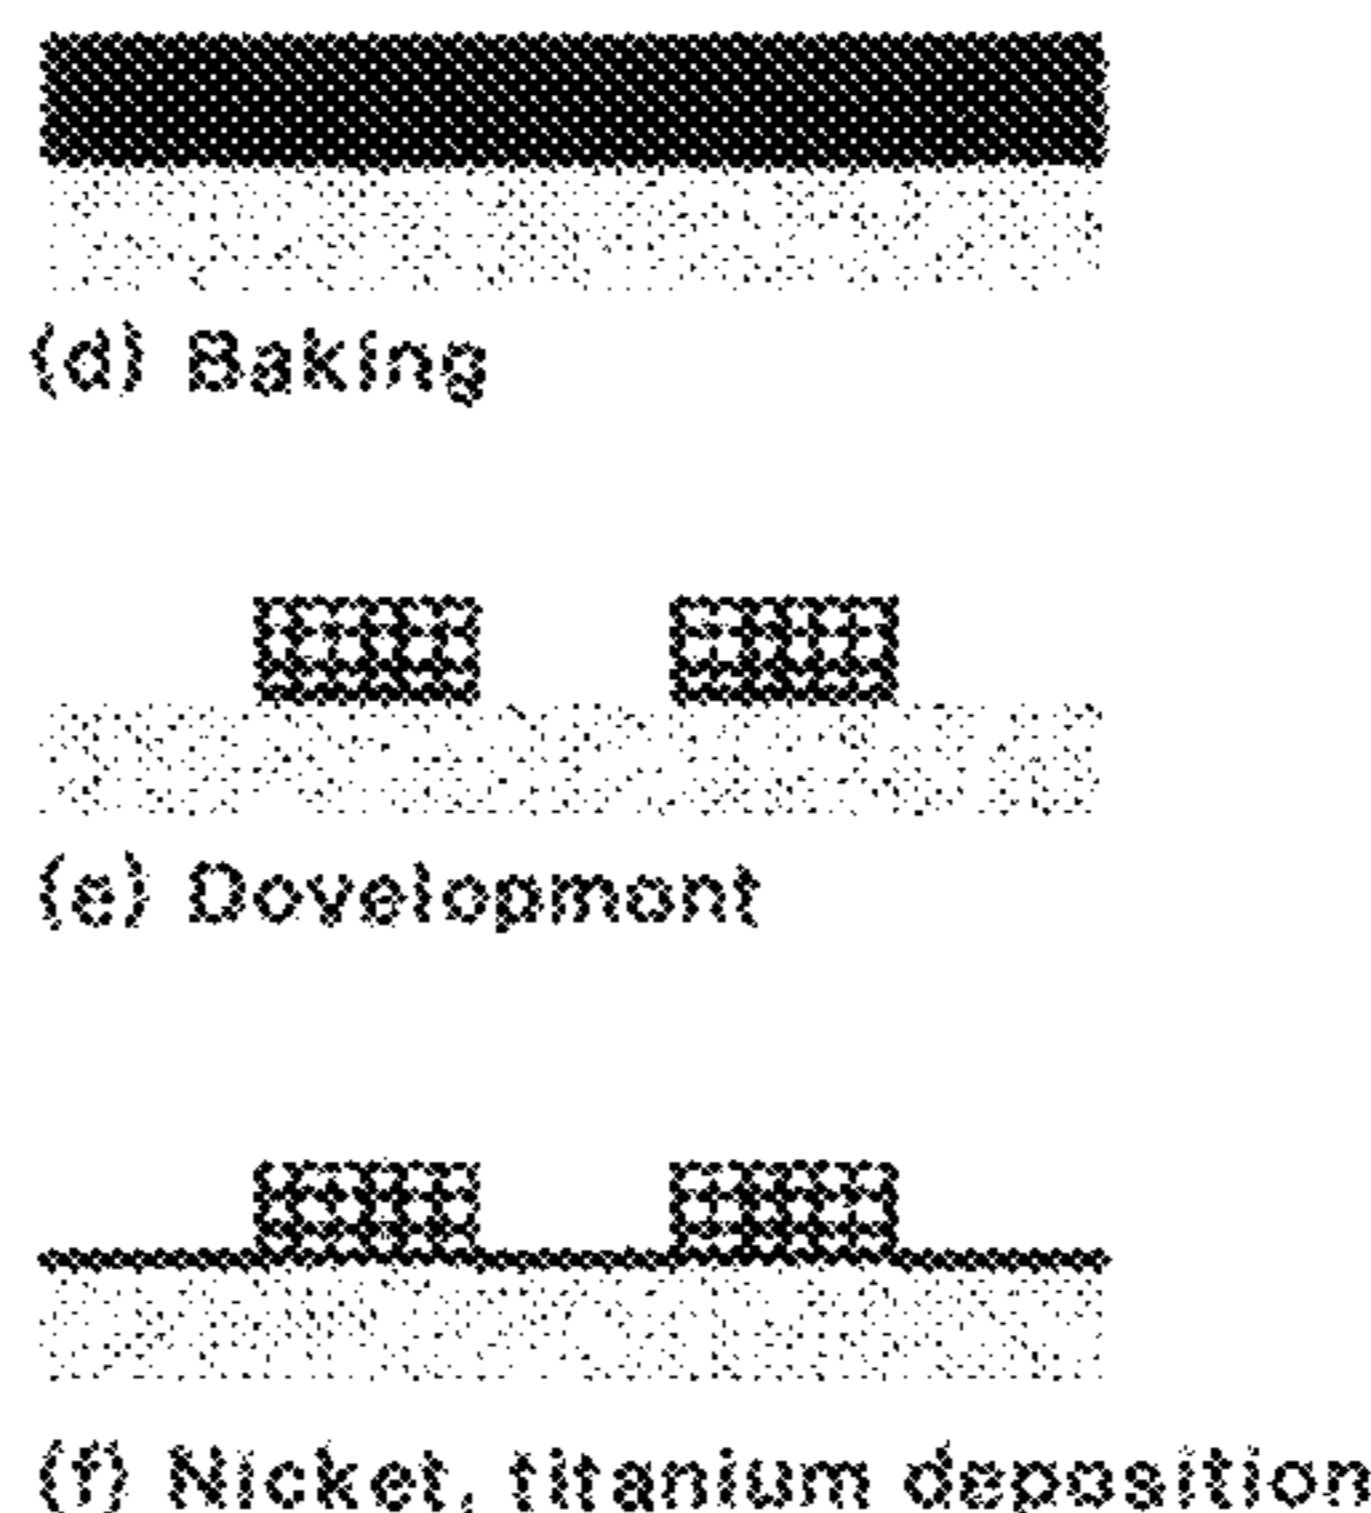 (d) Baking
(e) Dovelopmont
(f) Nicket, titanium deposition